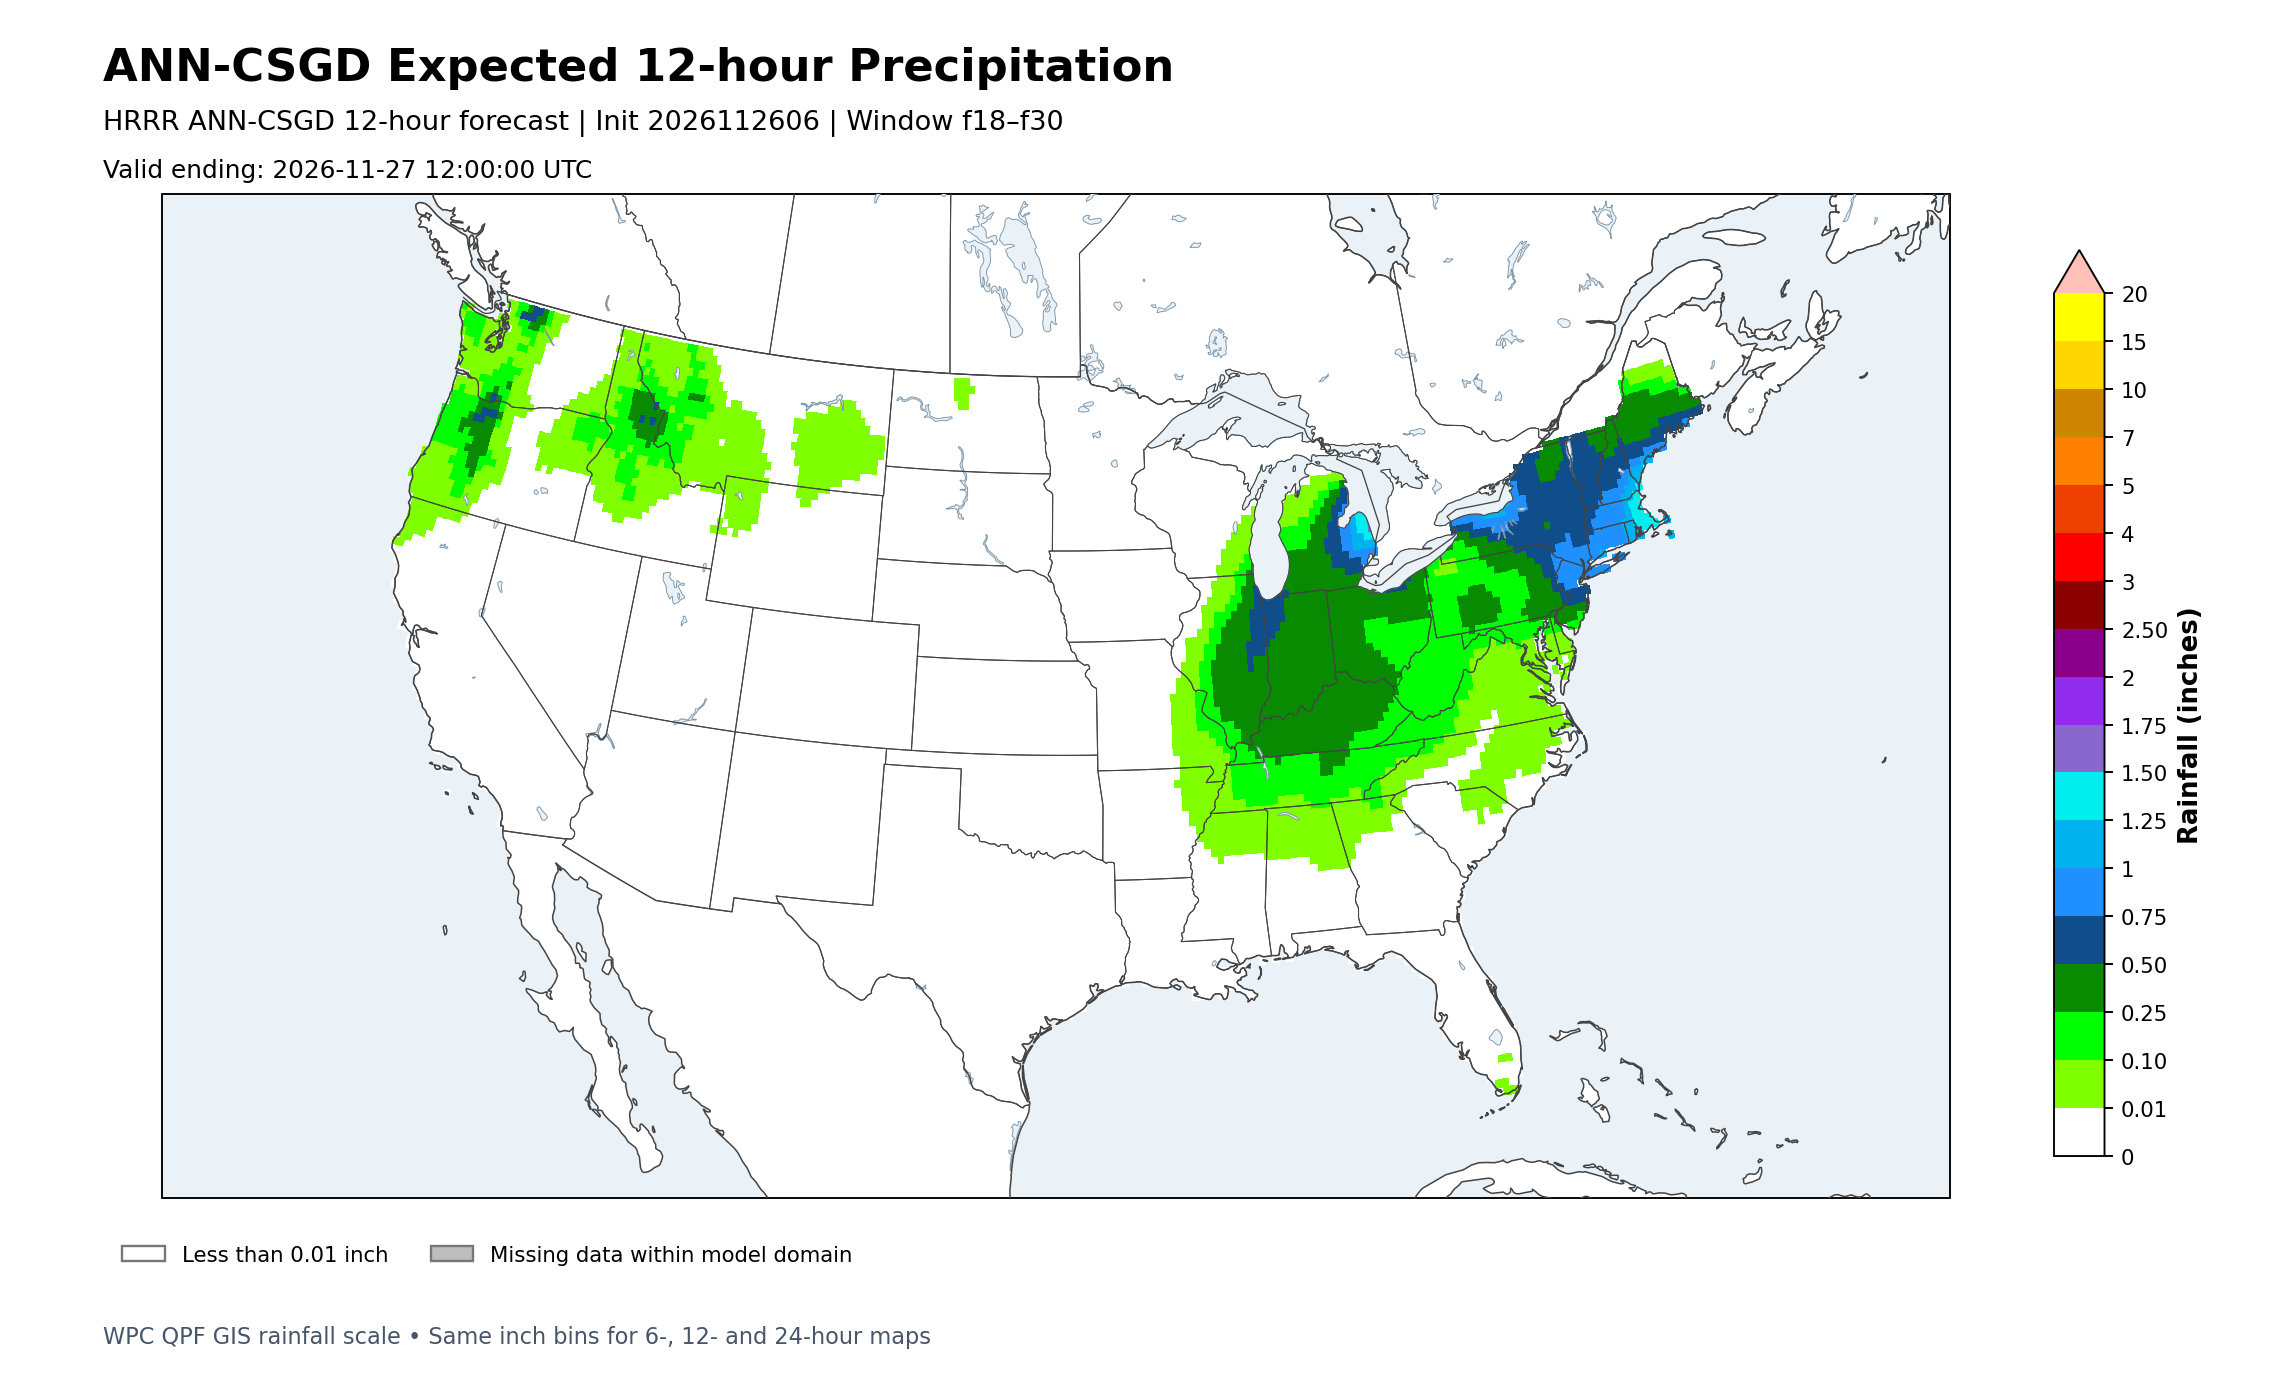 ANN-CSGD Expected 12-hour Precipitation
HRRR ANN-CSGD 12-hour forecast | Init 2026112606 | Window f18–f30
Valid ending: 2026-11-27 12:00:00 UTC
20
15
10
7
5
4
3
2.50
2
1.75
1.50
1.25
1
0.75
0.50
0.25
0.10
0.01
0
Rainfall (inches)
Less than 0.01 inch
Missing data within model domain
WPC QPF GIS rainfall scale • Same inch bins for 6-, 12- and 24-hour maps